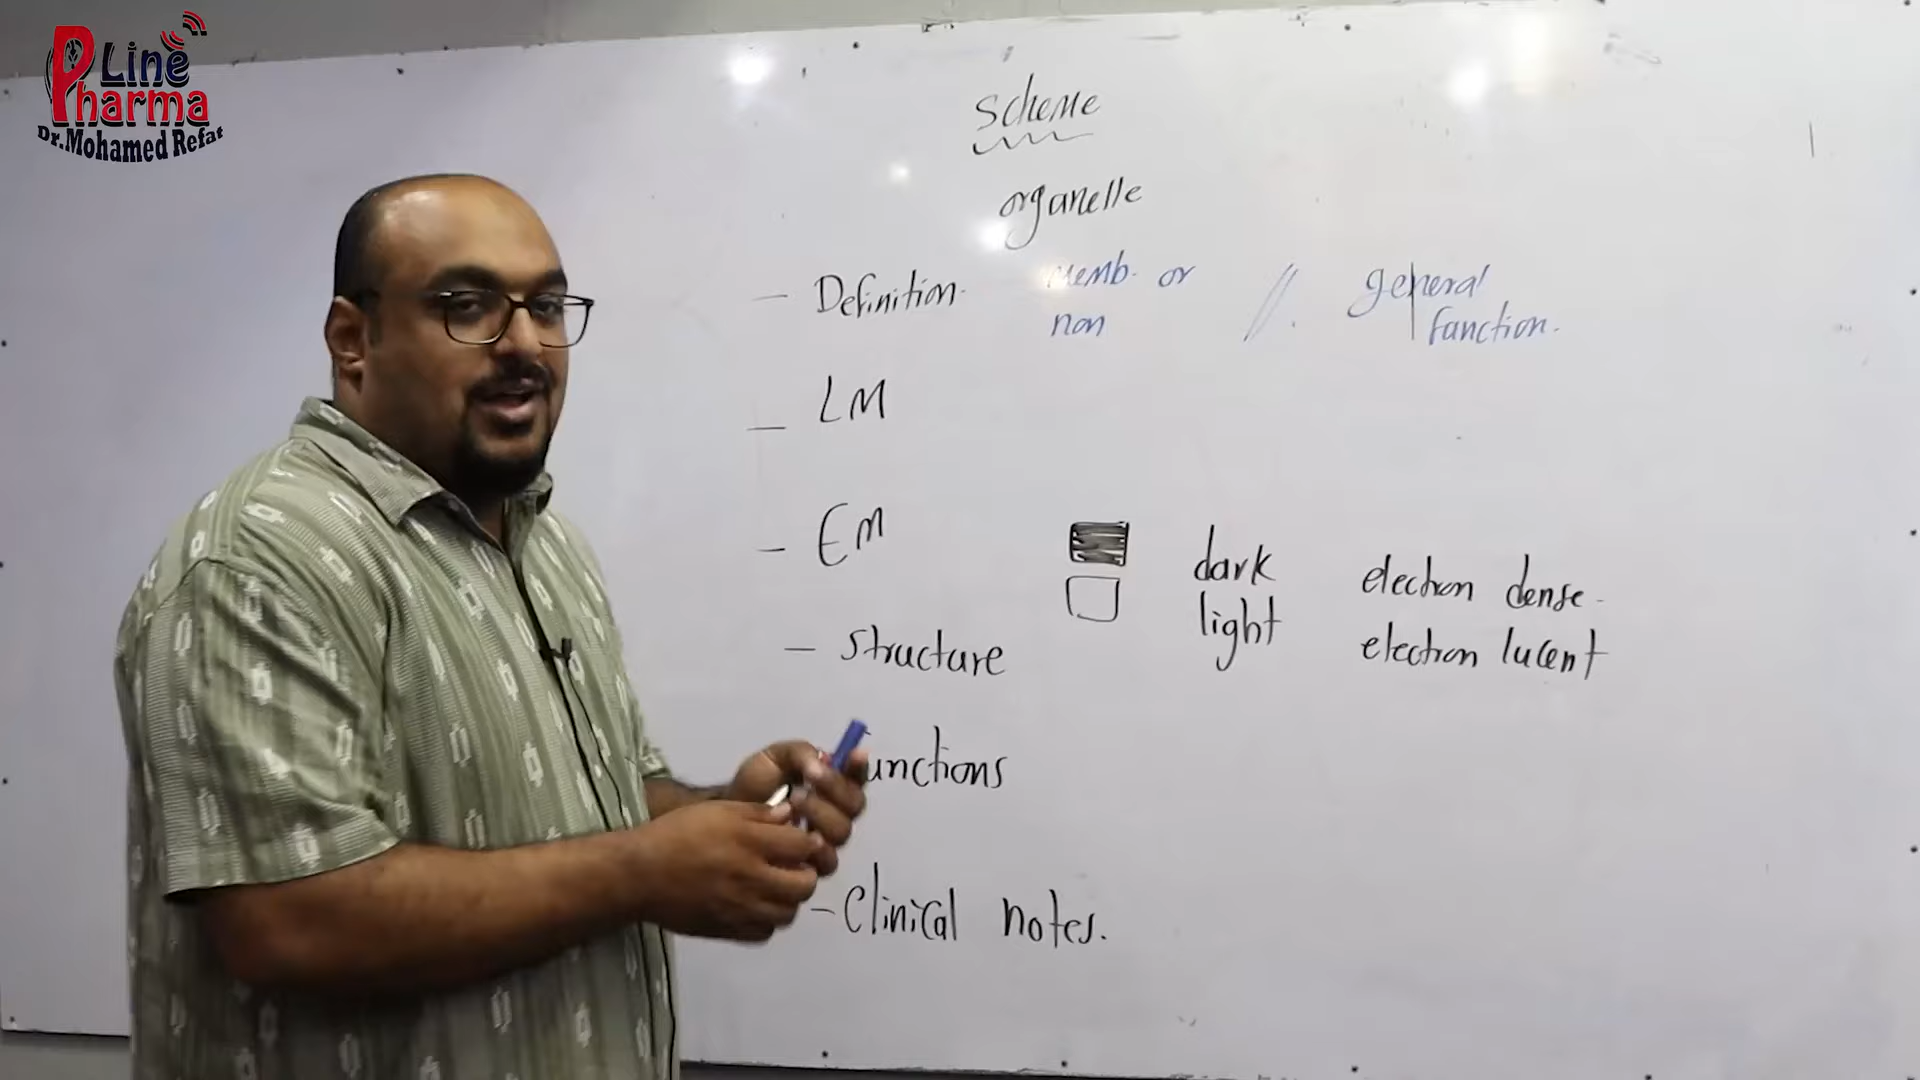 Line
Pharma
Dr.Mohamed Refat
Scheme
organelle
- Definition. memb. or // . general
non function.
- LM
- EM
dark electron dense -
light electron lucent
- structure
unctions
- Clinical notes.